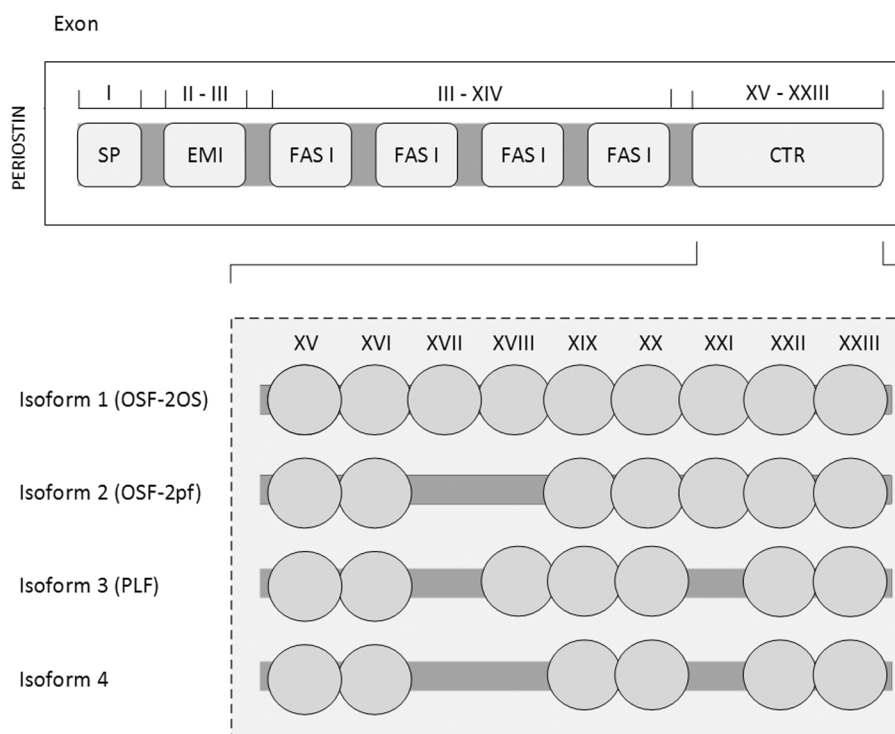 Exon
PERIOSTIN
I II - III III - XIV XV - XXIII
SP EMI FAS I FAS I FAS I FAS I CTR
XV XVI XVII XVIII XIX XX XXI XXII XXIII
Isoform 1 (OSF-2OS)
Isoform 2 (OSF-2pf)
Isoform 3 (PLF)
Isoform 4